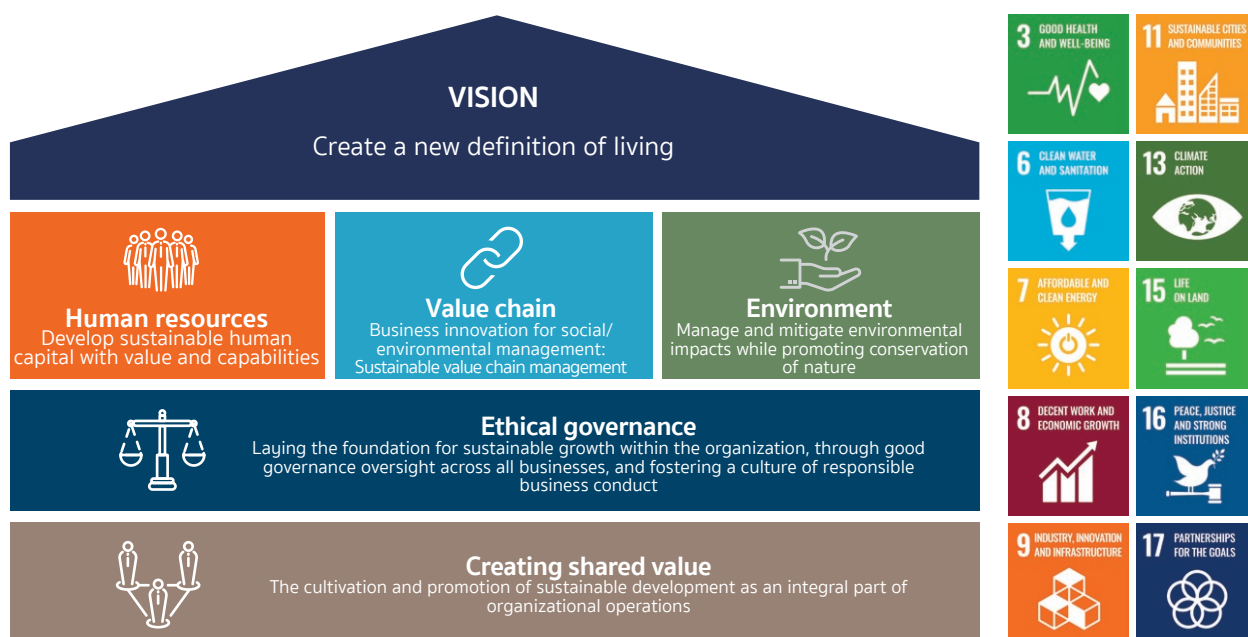 VISION
Create a new definition of living
Human resources
Develop sustainable human
capital with value and capabilities
Value chain
Business innovation for social/
environmental management:
Sustainable value chain management
Environment
Manage and mitigate environmental
impacts while promoting conservation
of nature
Ethical governance
Laying the foundation for sustainable growth within the organization, through good
governance oversight across all businesses, and fostering a culture of responsible
business conduct
Creating shared value
The cultivation and promotion of sustainable development as an integral part of
organizational operations
3 GOOD HEALTH
AND WELL-BEING
11 SUSTAINABLE CITIES
AND COMMUNITIES
6 CLEAN WATER
AND SANITATION
13 CLIMATE
ACTION
7 AFFORDABLE AND
CLEAN ENERGY
15 LIFE
ON LAND
8 DECENT WORK AND
ECONOMIC GROWTH
16 PEACE, JUSTICE
AND STRONG
INSTITUTIONS
9 INDUSTRY, INNOVATION
AND INFRASTRUCTURE
17 PARTNERSHIPS
FOR THE GOALS